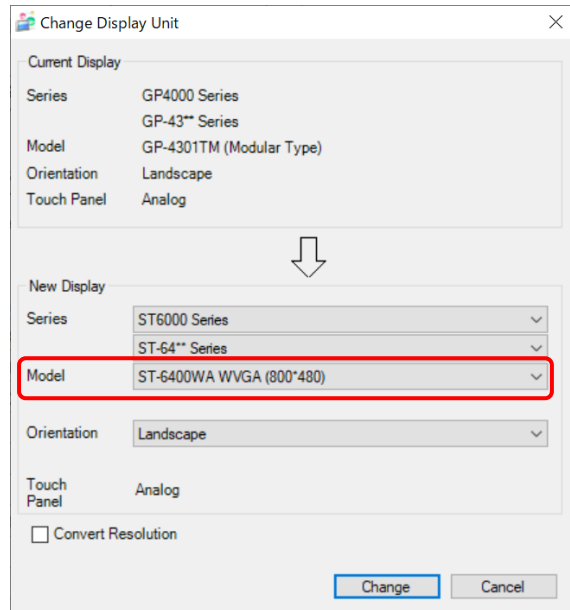 Change Display Unit
Current Display
Series GP4000 Series
GP-43** Series
Model GP-4301TM (Modular Type)
Orientation Landscape
Touch Panel Analog
New Display
Series ST6000 Series
ST-64** Series
Model ST-6400WA WVGA (800*480)
Orientation Landscape
Touch
Panel Analog
Convert Resolution
Change Cancel